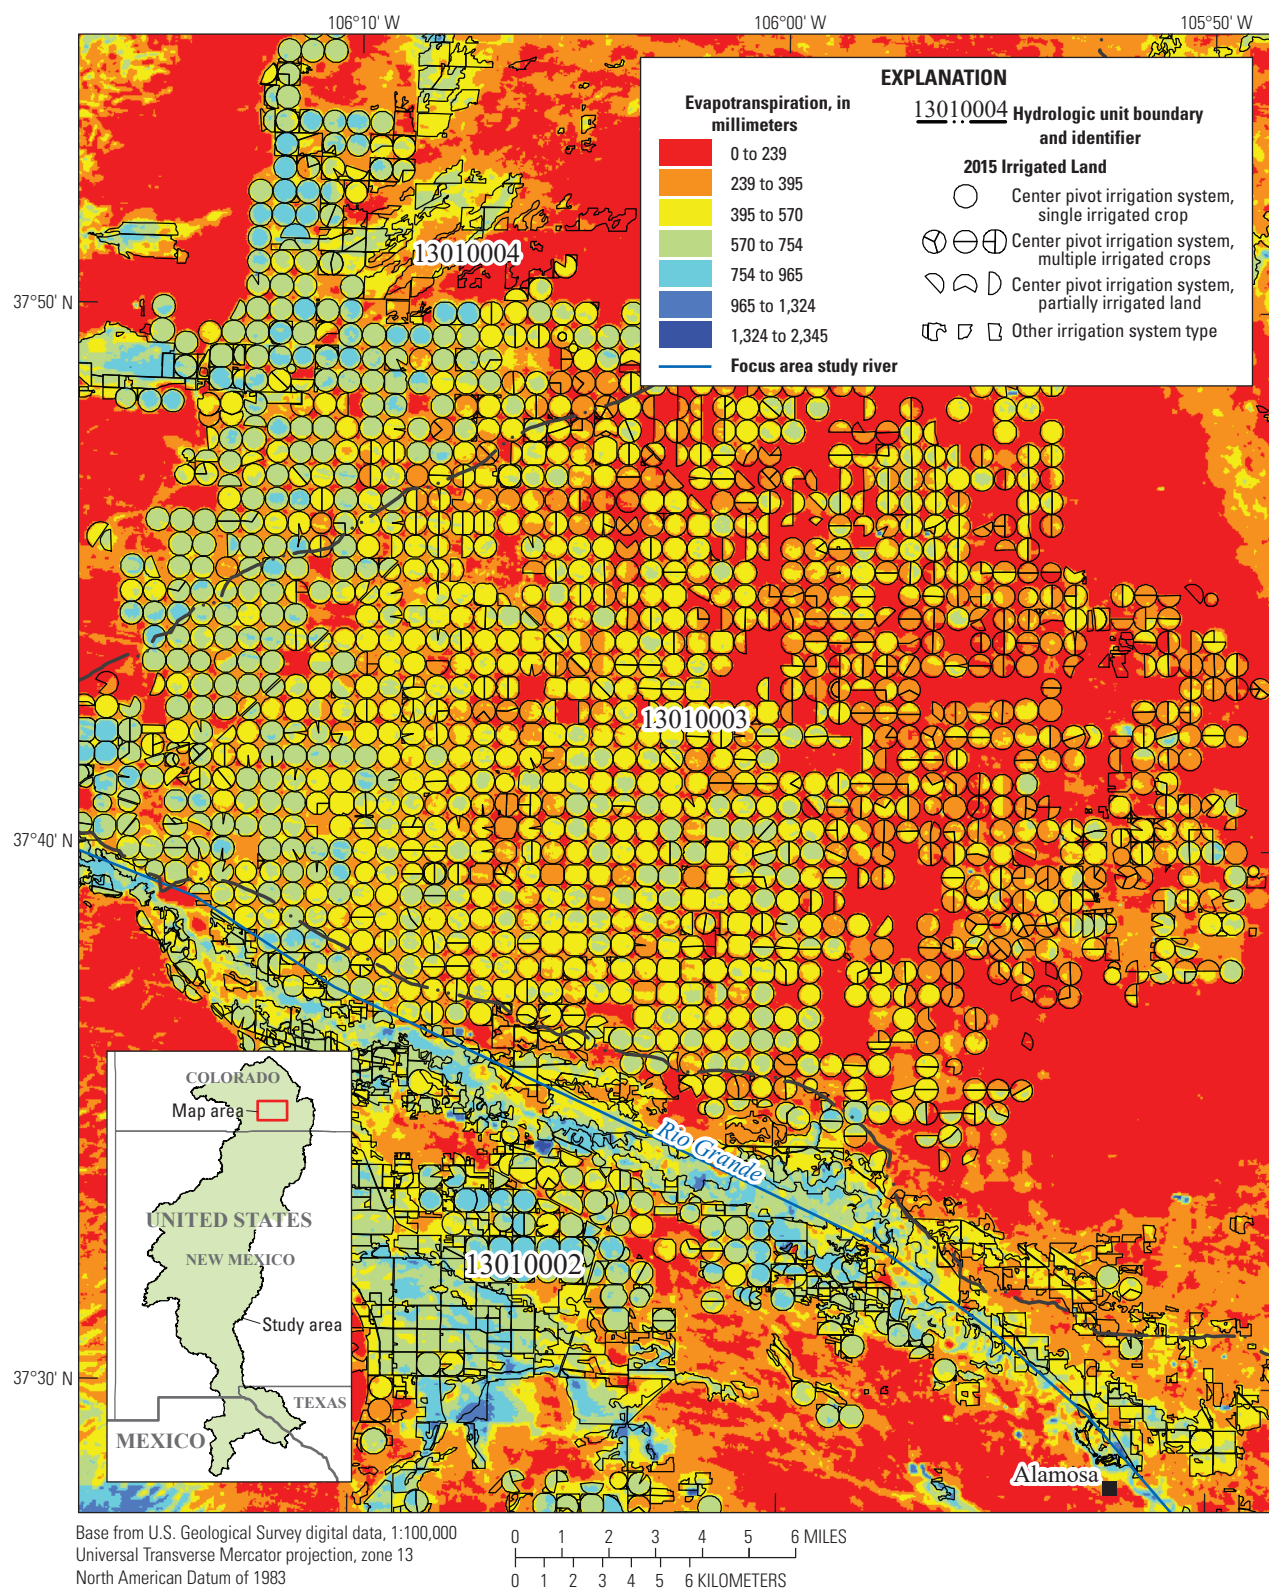 106°10' W
106°00' W
105°50' W
EXPLANATION
Evapotranspiration, in
millimeters
0 to 239
239 to 395
395 to 570
570 to 754
754 to 965
965 to 1,324
1,324 to 2,345
Focus area study river
13010004 Hydrologic unit boundary
and identifier
2015 Irrigated Land
Center pivot irrigation system,
single irrigated crop
Center pivot irrigation system,
multiple irrigated crops
Center pivot irrigation system,
partially irrigated land
Other irrigation system type
13010004
37°50' N
13010003
37°40' N
Rio Grande
13010002
37°30' N
Alamosa
COLORADO
Map area
UNITED STATES
NEW MEXICO
Study area
TEXAS
MEXICO
Base from U.S. Geological Survey digital data, 1:100,000
Universal Transverse Mercator projection, zone 13
North American Datum of 1983
0 1 2 3 4 5 6 MILES
0 1 2 3 4 5 6 KILOMETERS